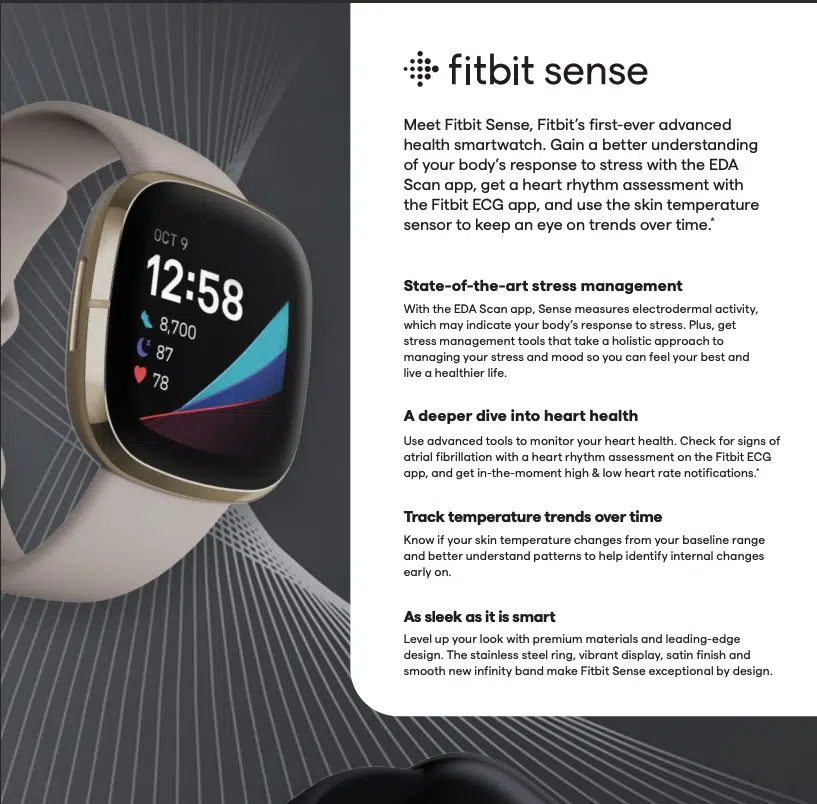 OCT 9
12:58
8,700
87
78
fitbit sense
Meet Fitbit Sense, Fitbit’s first-ever advanced
health smartwatch. Gain a better understanding
of your body’s response to stress with the EDA
Scan app, get a heart rhythm assessment with
the Fitbit ECG app, and use the skin temperature
sensor to keep an eye on trends over time.*
State-of-the-art stress management
With the EDA Scan app, Sense measures electrodermal activity,
which may indicate your body’s response to stress. Plus, get
stress management tools that take a holistic approach to
managing your stress and mood so you can feel your best and
live a healthier life.
A deeper dive into heart health
Use advanced tools to monitor your heart health. Check for signs of
atrial fibrillation with a heart rhythm assessment on the Fitbit ECG
app, and get in-the-moment high & low heart rate notifications.*
Track temperature trends over time
Know if your skin temperature changes from your baseline range
and better understand patterns to help identify internal changes
early on.
As sleek as it is smart
Level up your look with premium materials and leading-edge
design. The stainless steel ring, vibrant display, satin finish and
smooth new infinity band make Fitbit Sense exceptional by design.